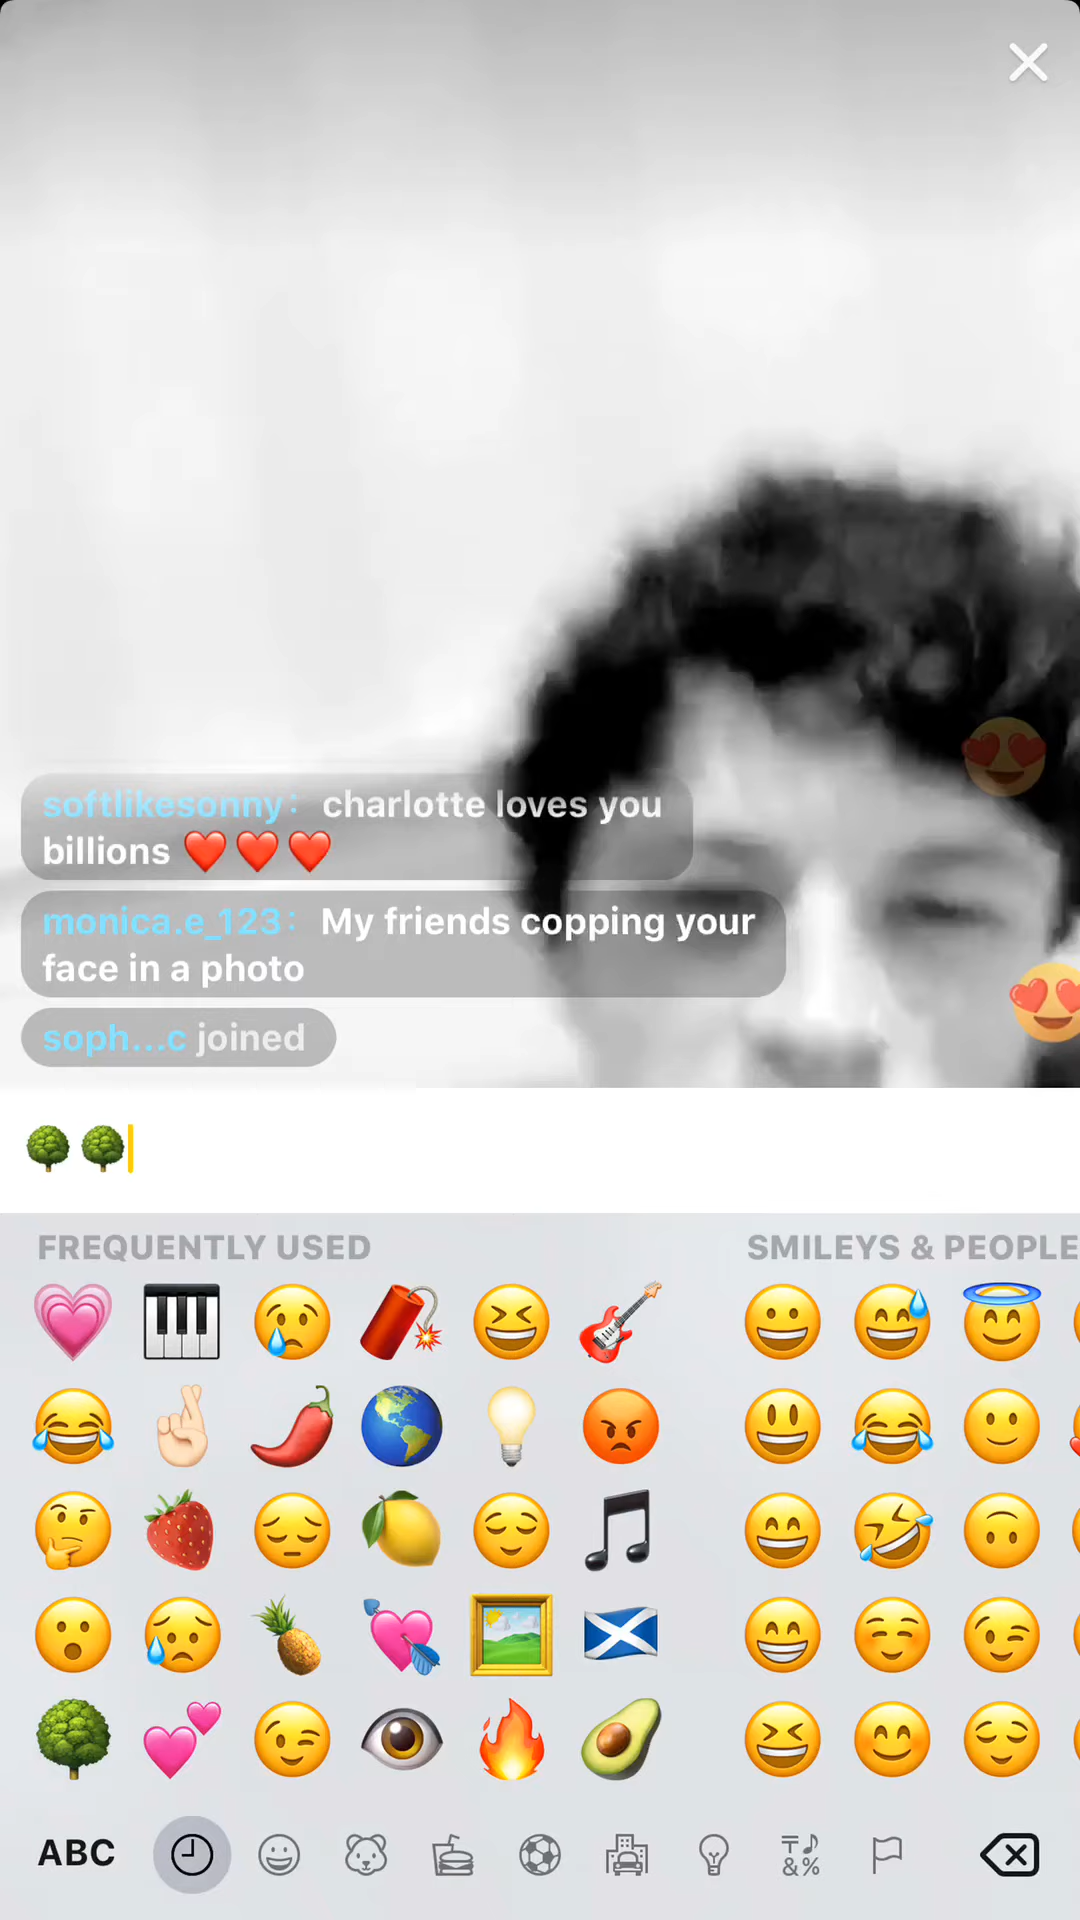 softlikesonny: charlotte loves you
billions ❤️❤️❤️
monica.e_123: My friends copping your
face in a photo
soph...c joined
🌳🌳
FREQUENTLY USED
SMILEYS & PEOPLE
ABC